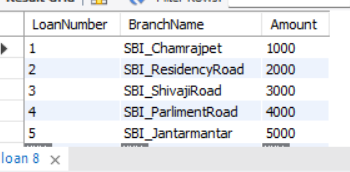 LoanNumber BranchName Amount
1 SBI_Chamrajpet 1000
2 SBI_ResidencyRoad 2000
3 SBI_ShivajiRoad 3000
4 SBI_ParlimentRoad 4000
5 SBI_Jantarmantar 5000
loan 8 ×